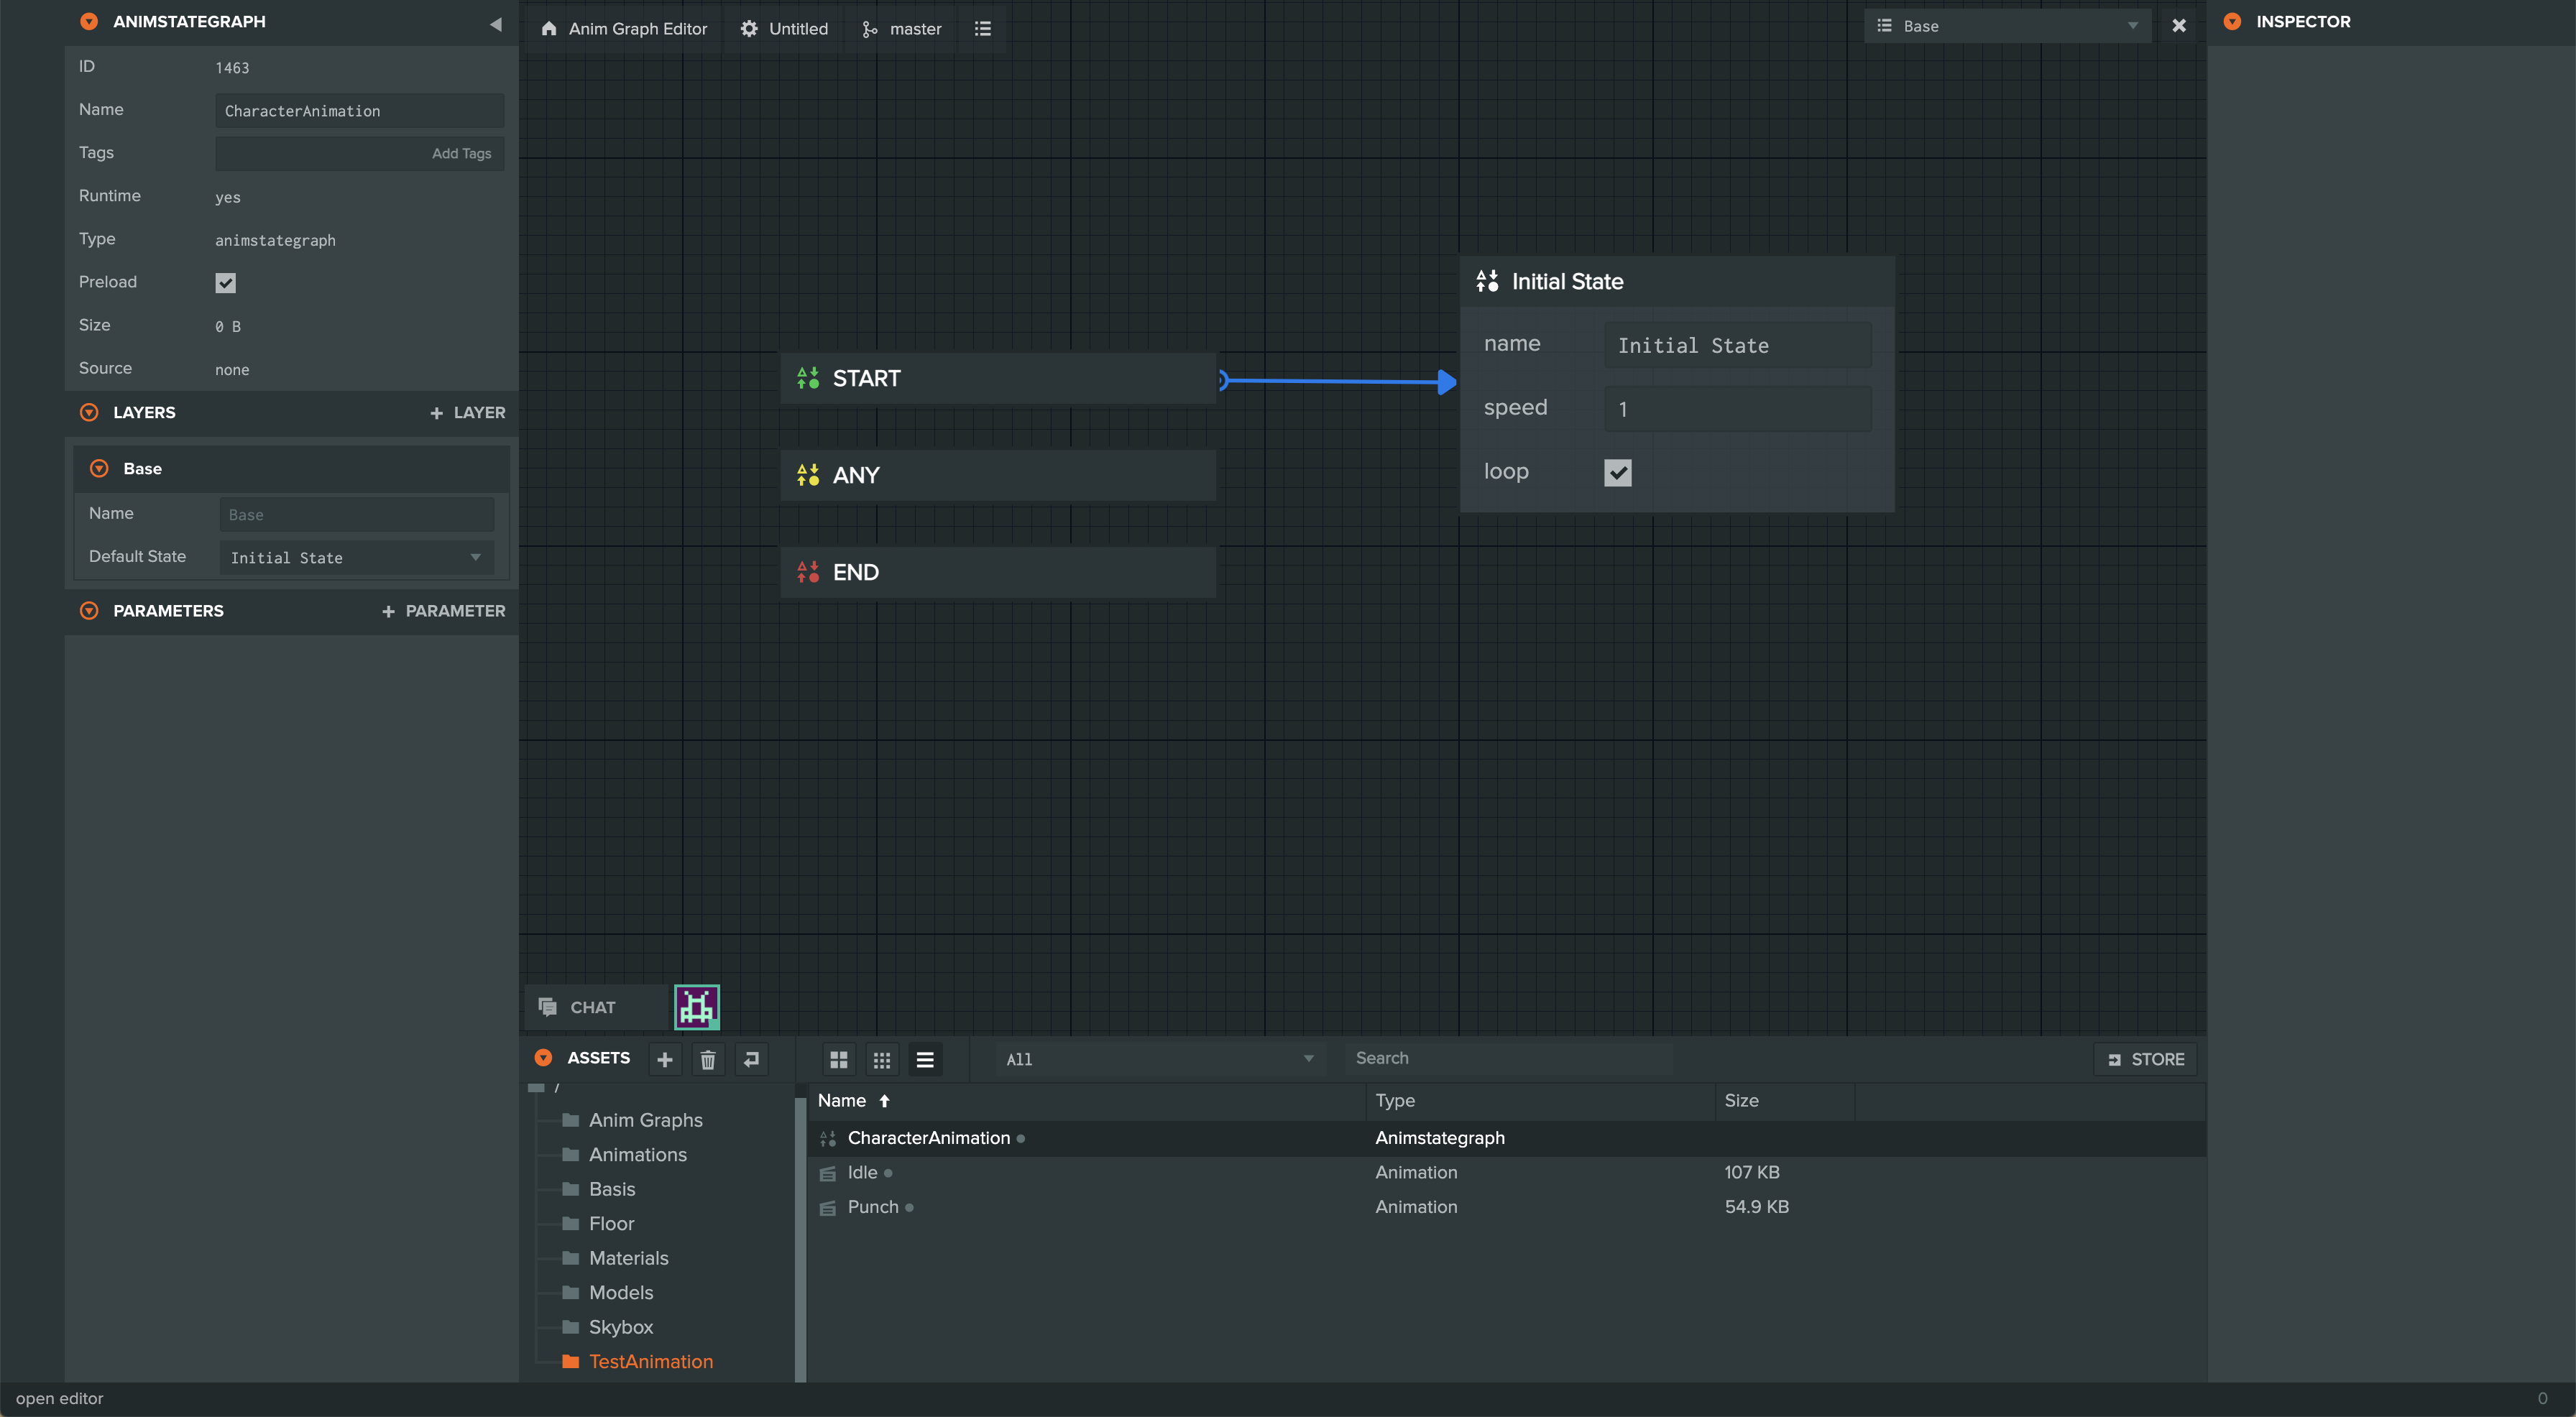 ANIMSTATEGRAPH
ID 1463
Name CharacterAnimation
Tags Add Tags
Runtime yes
Type animstategraph
Preload
Size 0 B
Source none
LAYERS + LAYER
Base
Name Base
Default State Initial State
PARAMETERS + PARAMETER
Anim Graph Editor Untitled master
Base
START
ANY
END
Initial State
name Initial State
speed 1
loop
INSPECTOR
CHAT
ASSETS All Search STORE
/
Anim Graphs
Animations
Basis
Floor
Materials
Models
Skybox
TestAnimation
Name Type Size
CharacterAnimation Animstategraph
Idle Animation 107 KB
Punch Animation 54.9 KB
open editor 0